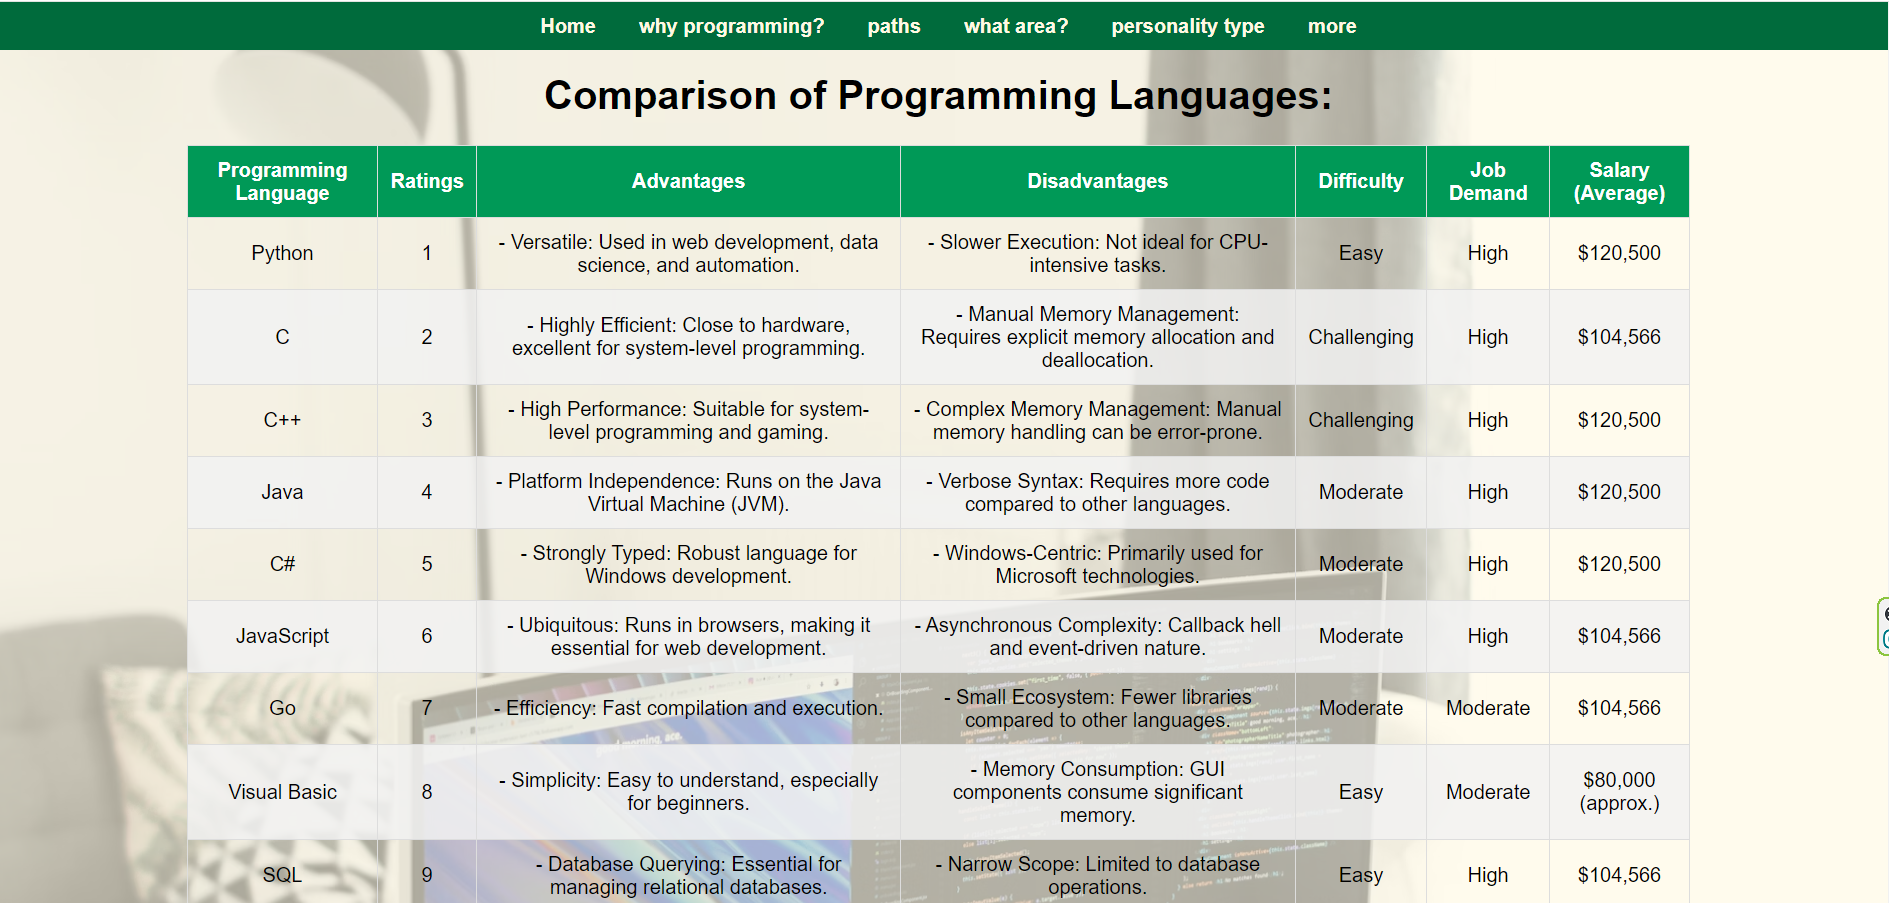 Home why programming? paths what area? personality type more
Comparison of Programming Languages:
Programming Language Ratings Advantages Disadvantages Difficulty Job Demand Salary (Average)
Python 1 - Versatile: Used in web development, data science, and automation. - Slower Execution: Not ideal for CPU-intensive tasks. Easy High $120,500
C 2 - Highly Efficient: Close to hardware, excellent for system-level programming. - Manual Memory Management: Requires explicit memory allocation and deallocation. Challenging High $104,566
C++ 3 - High Performance: Suitable for system-level programming and gaming. - Complex Memory Management: Manual memory handling can be error-prone. Challenging High $120,500
Java 4 - Platform Independence: Runs on the Java Virtual Machine (JVM). - Verbose Syntax: Requires more code compared to other languages. Moderate High $120,500
C# 5 - Strongly Typed: Robust language for Windows development. - Windows-Centric: Primarily used for Microsoft technologies. Moderate High $120,500
JavaScript 6 - Ubiquitous: Runs in browsers, making it essential for web development. - Asynchronous Complexity: Callback hell and event-driven nature. Moderate High $104,566
Go 7 - Efficiency: Fast compilation and execution. - Small Ecosystem: Fewer libraries compared to other languages. Moderate Moderate $104,566
Visual Basic 8 - Simplicity: Easy to understand, especially for beginners. - Memory Consumption: GUI components consume significant memory. Easy Moderate $80,000 (approx.)
SQL 9 - Database Querying: Essential for managing relational databases. - Narrow Scope: Limited to database operations. Easy High $104,566